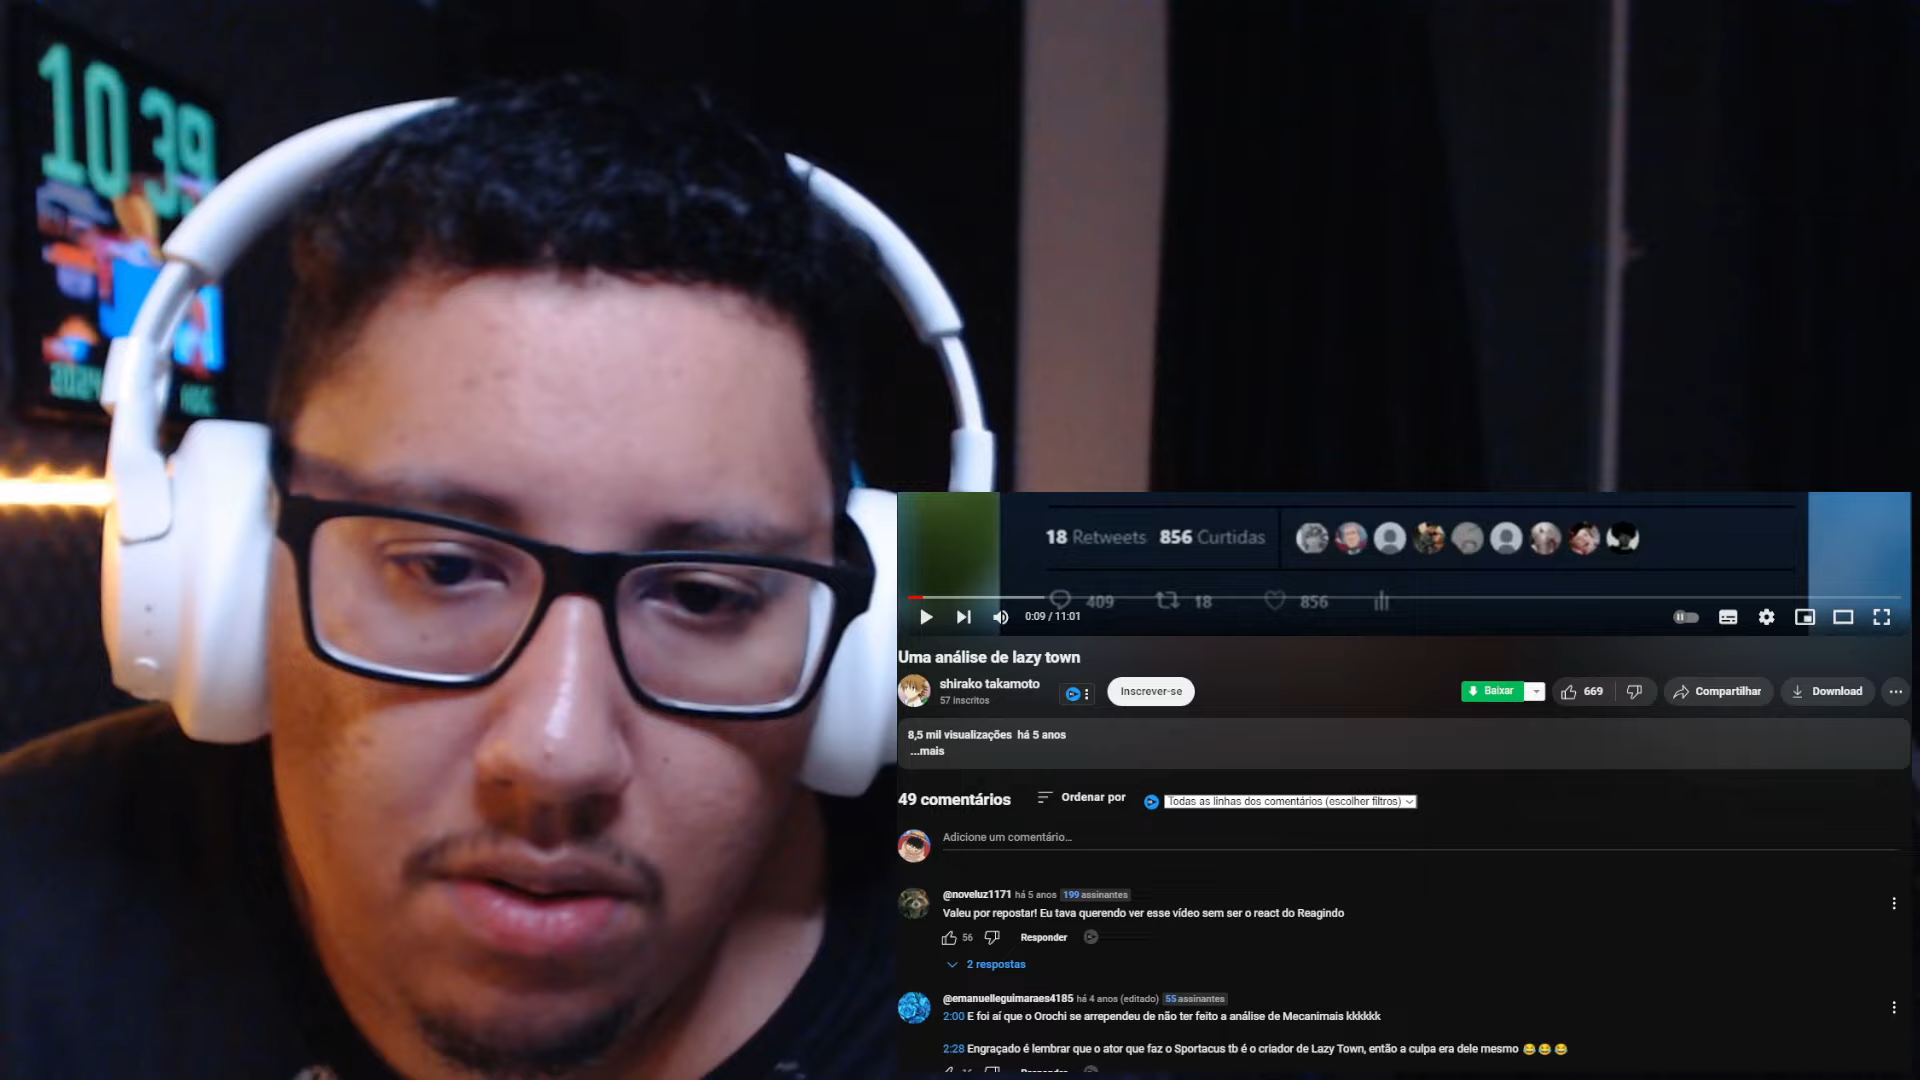 10 39
2024
18 Retweets 856 Curtidas
409 18 856
0:09 / 11:01
Uma análise de lazy town
shirako takamoto
57 inscritos
Inscrever-se
Baixar
669
Compartilhar
Download
8,5 mil visualizações há 5 anos
...mais
49 comentários
Ordenar por
Todas as linhas dos comentários (escolher filtros)
Adicione um comentário...
@noveluz1171 há 5 anos 199 assinantes
Valeu por repostar! Eu tava querendo ver esse vídeo sem ser o react do Reagindo
56 Responder
2 respostas
@emanuelleguimaraes4185 há 4 anos (editado) 55 assinantes
2:00 E foi aí que o Orochi se arrependeu de não ter feito a análise de Mecanimais kkkkkk
2:28 Engraçado é lembrar que o ator que faz o Sportacus tb é o criador de Lazy Town, então a culpa era dele mesmo 😂😂😂